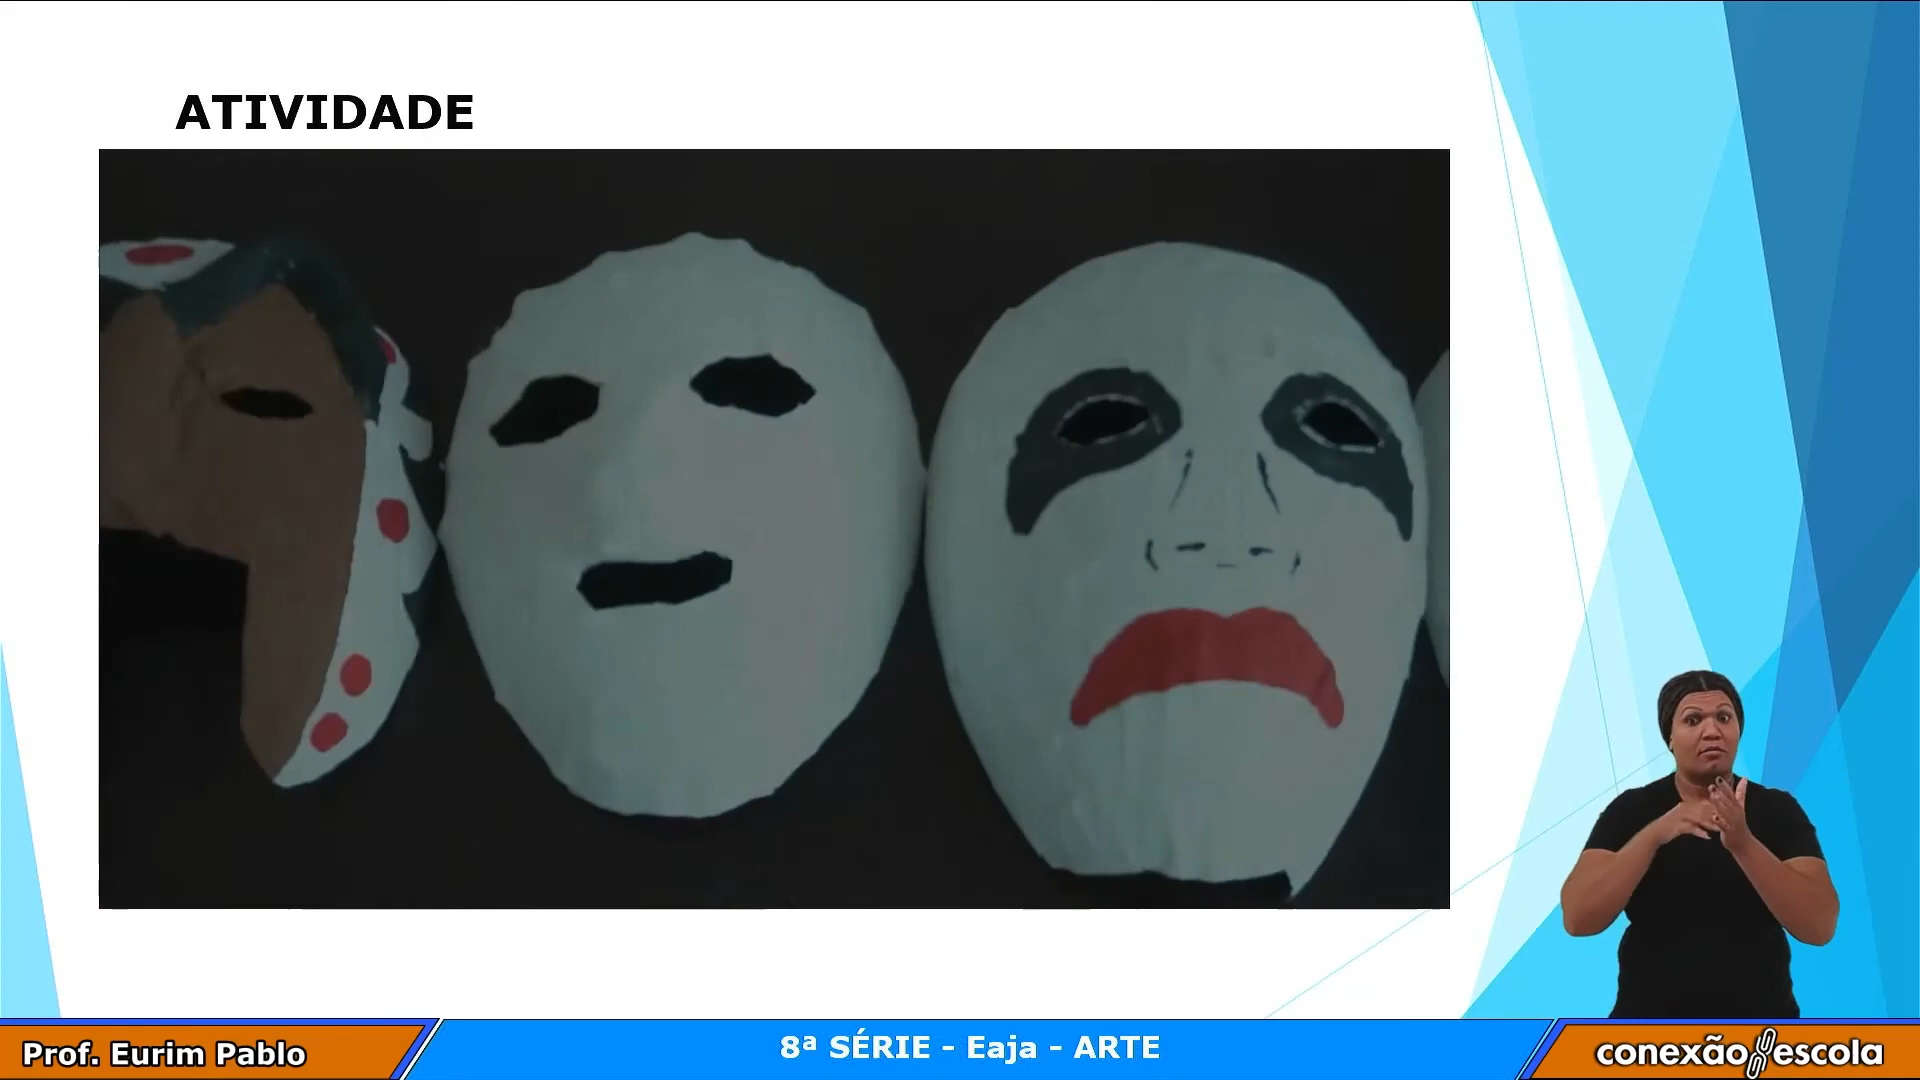 ATIVIDADE
Prof. Eurim Pablo
8ª SÉRIE - Eaja - ARTE
conexão escola